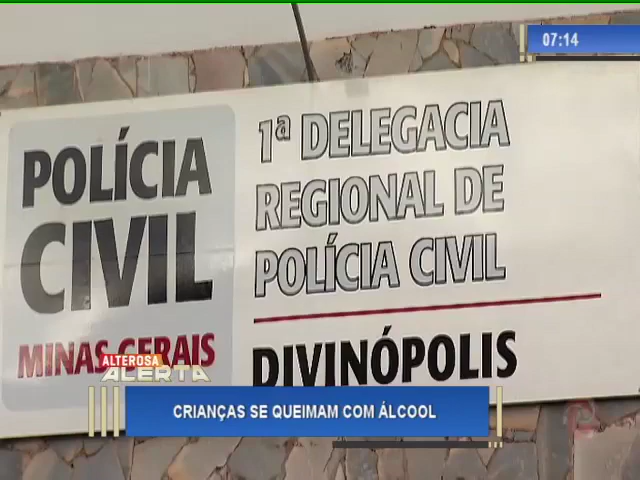 07:14
POLÍCIA
CIVIL
MINAS GERAIS
1ª DELEGACIA
REGIONAL DE
POLÍCIA CIVIL
DIVINÓPOLIS
ALTEROSA
ALERTA
CRIANÇAS SE QUEIMAM COM ÁLCOOL